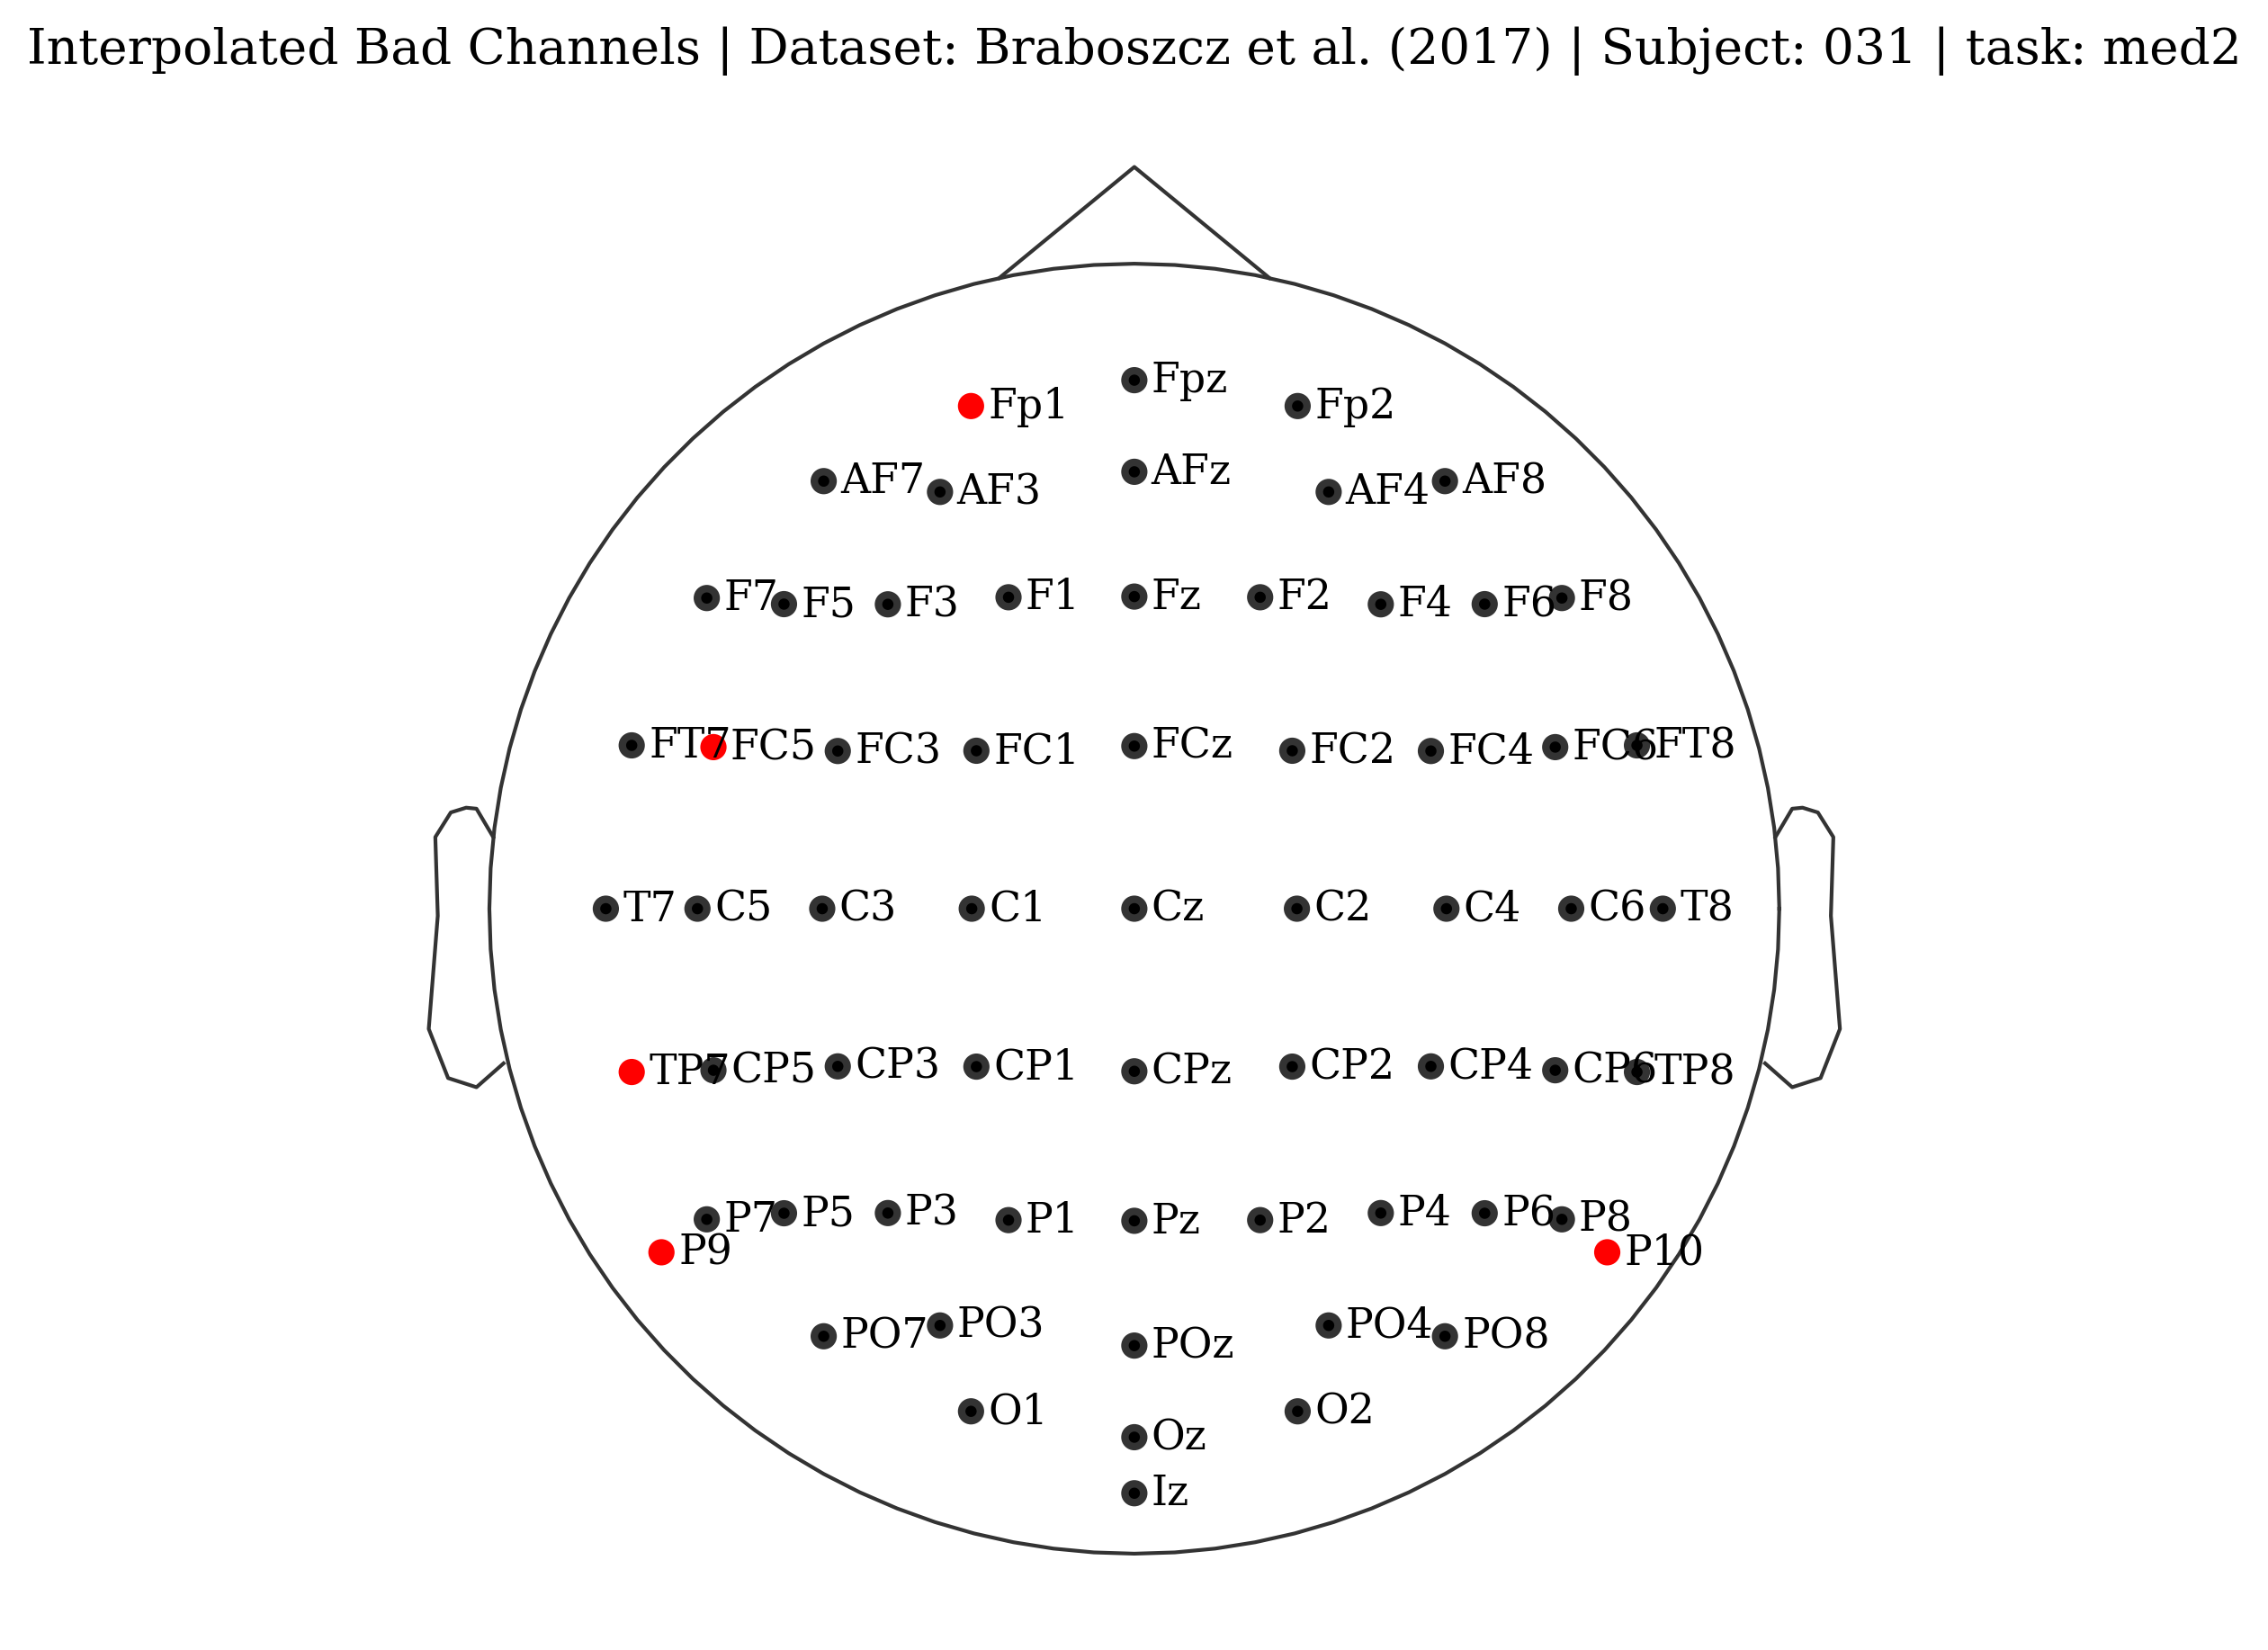 Interpolated Bad Channels | Dataset: Braboszcz et al. (2017) | Subject: 031 | task: med2
Fpz
Fp1 Fp2
AFz
AF7 AF3 AF4 AF8
F7 F5 F3 F1 Fz F2 F4 F6 F8
FT7 FC5 FC3 FC1 FCz FC2 FC4 FC6 FT8
T7 C5 C3 C1 Cz C2 C4 C6 T8
TP7 CP5 CP3 CP1 CPz CP2 CP4 CP6 TP8
P7 P5 P3 P1 Pz P2 P4 P6 P8
P9 P10
PO7 PO3 POz PO4 PO8
O1 O2
Oz
Iz